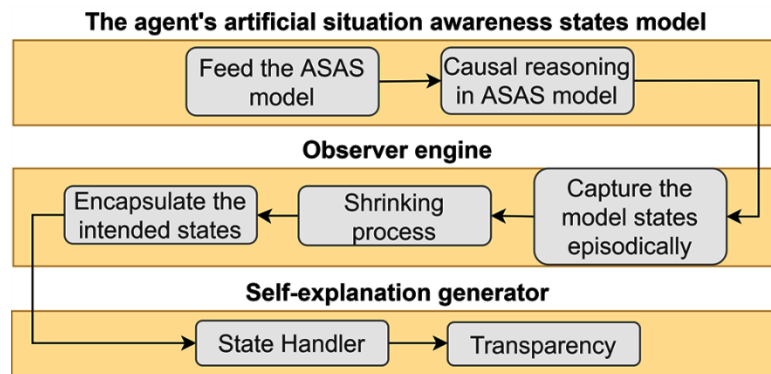 The agent's artificial situation awareness states model
Feed the ASAS
model
Causal reasoning
in ASAS model
Observer engine
Encapsulate the
intended states
Shrinking
process
Capture the
model states
episodically
Self-explanation generator
State Handler
Transparency